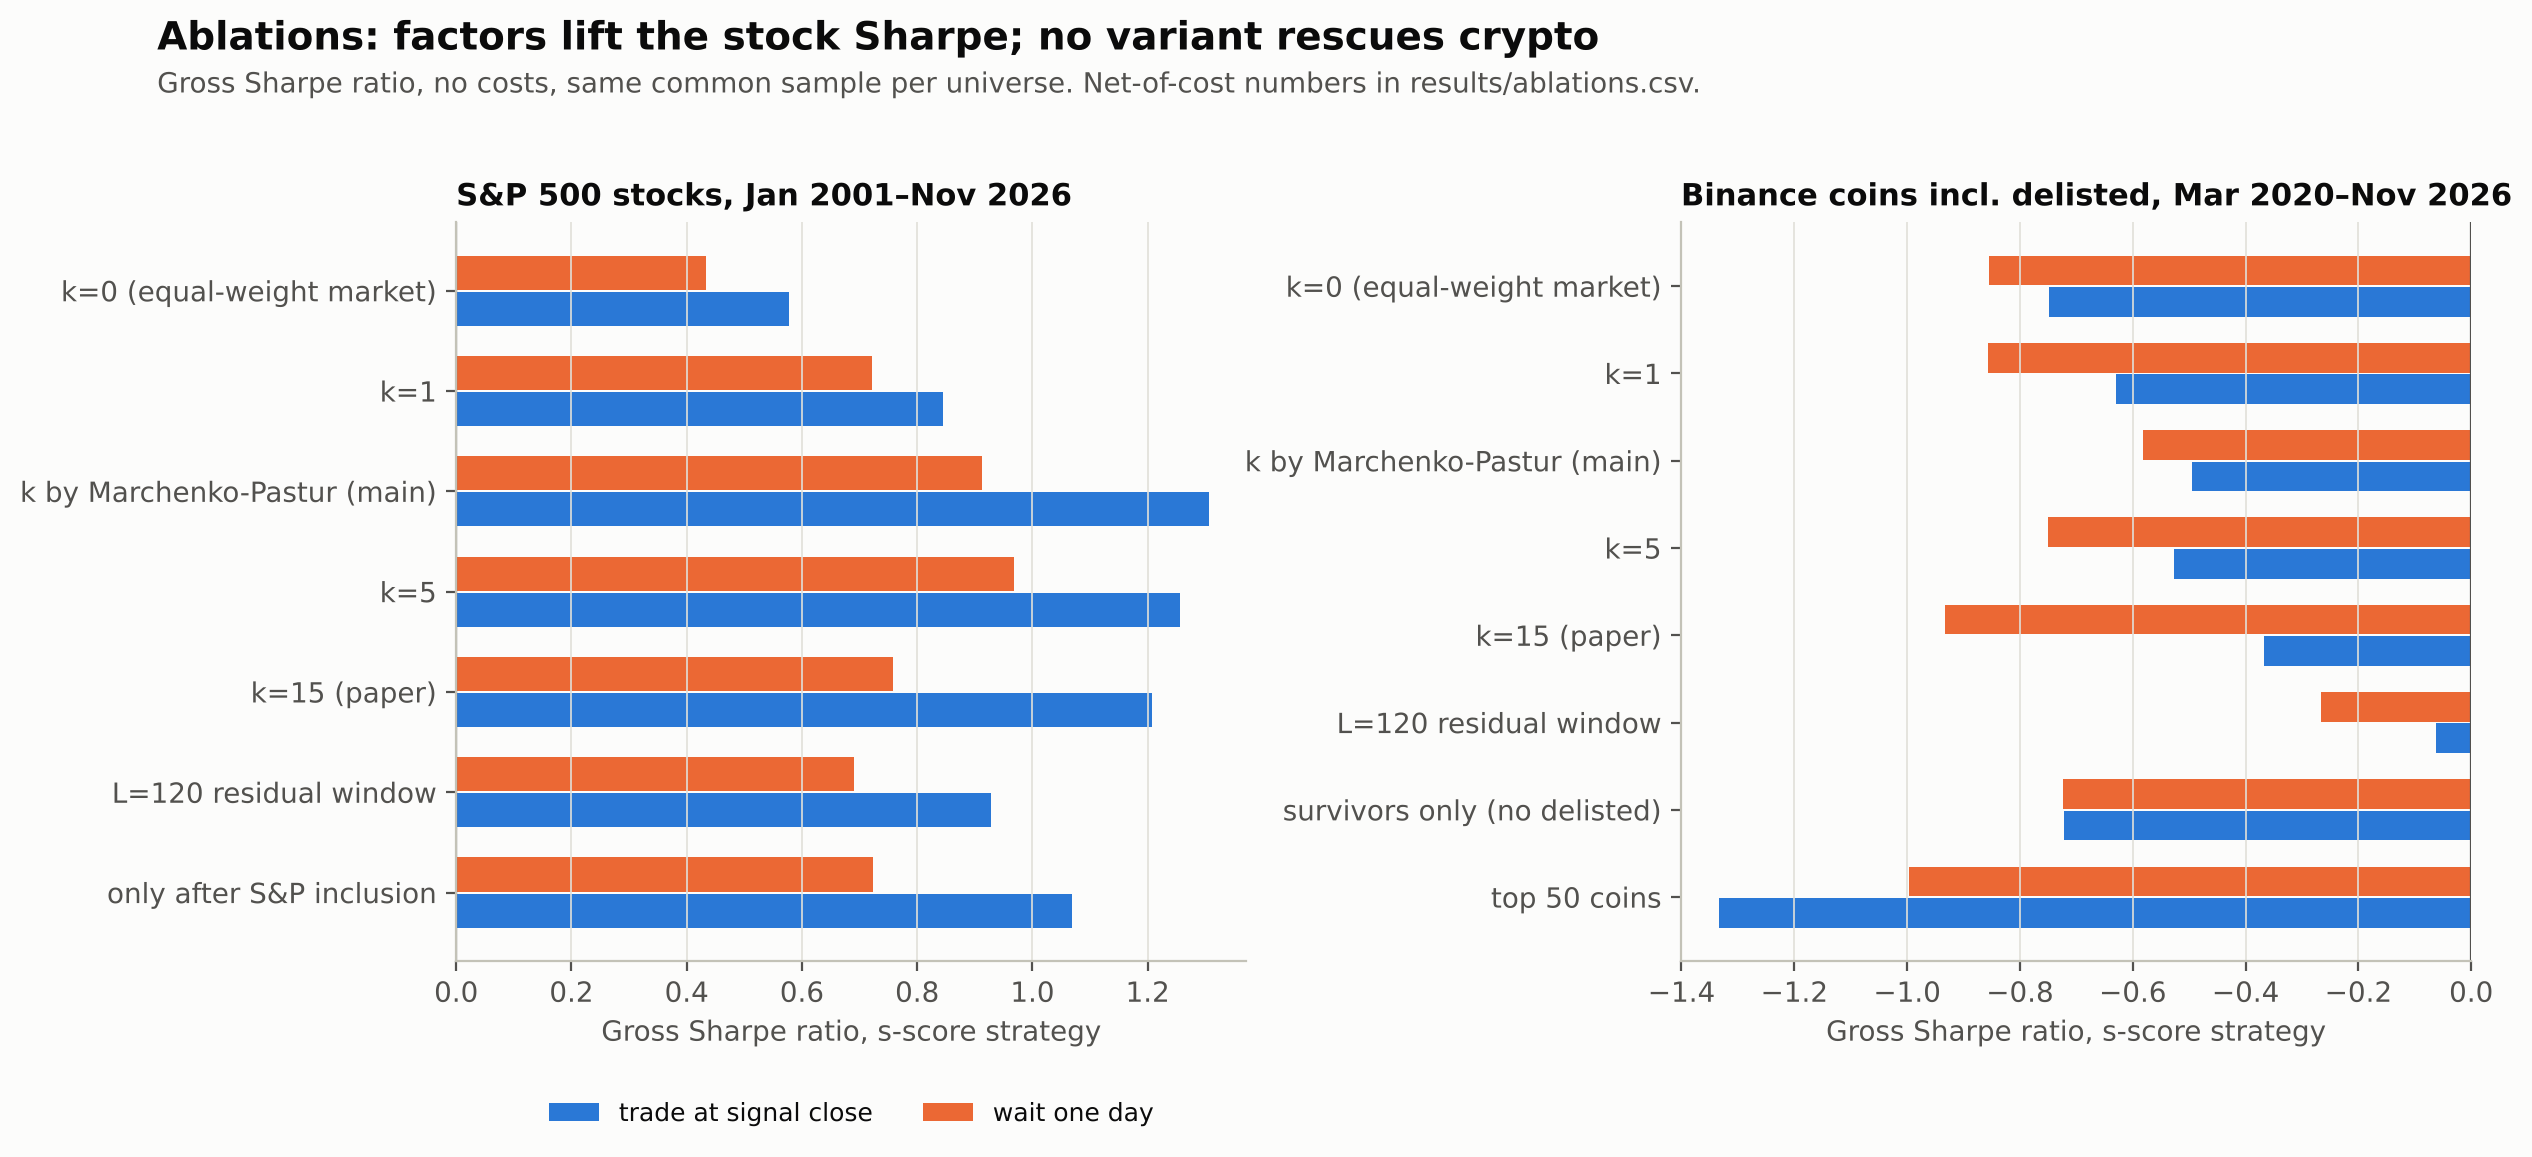 Ablations: factors lift the stock Sharpe; no variant rescues crypto
Gross Sharpe ratio, no costs, same common sample per universe. Net-of-cost numbers in results/ablations.csv.
S&P 500 stocks, Jan 2001–Nov 2026
k=0 (equal-weight market)
k=1
k by Marchenko-Pastur (main)
k=5
k=15 (paper)
L=120 residual window
only after S&P inclusion
0.0 0.2 0.4 0.6 0.8 1.0 1.2
Gross Sharpe ratio, s-score strategy
Binance coins incl. delisted, Mar 2020–Nov 2026
k=0 (equal-weight market)
k=1
k by Marchenko-Pastur (main)
k=5
k=15 (paper)
L=120 residual window
survivors only (no delisted)
top 50 coins
−1.4 −1.2 −1.0 −0.8 −0.6 −0.4 −0.2 0.0
Gross Sharpe ratio, s-score strategy
trade at signal close wait one day